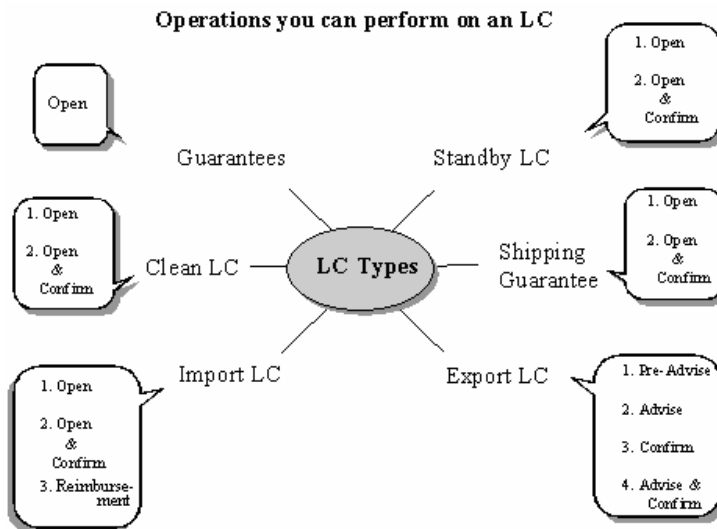 Operations you can perform on an LC
Open
Guarantees
1. Open
2. Open
&
Confirm
Standby LC
1. Open
2. Open
&
Confirm
Clean LC
LC Types
1. Open
2. Open
&
Confirm
Shipping
Guarantee
1. Open
2. Open
&
Confirm
3. Reimburse-
ment
Import LC
Export LC
1. Pre-Advise
2. Advise
3. Confirm
4. Advise &
Confirm